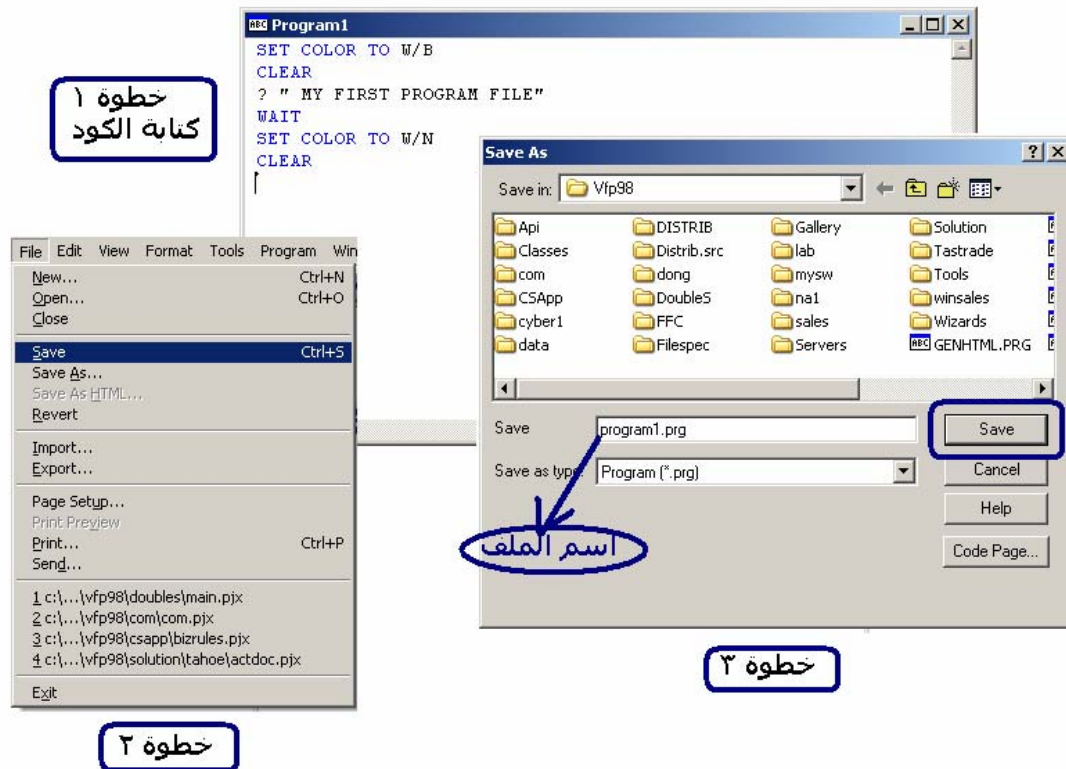 Program1
SET COLOR TO W/B
CLEAR
? " MY FIRST PROGRAM FILE"
WAIT
SET COLOR TO W/N
CLEAR
خطوة ١
كتابة الكود
File Edit View Format Tools Program Win
New... Ctrl+N
Open... Ctrl+O
Close
Save Ctrl+S
Save As...
Save As HTML...
Revert
Import...
Export...
Page Setup...
Print Preview
Print... Ctrl+P
Send...
1 c:\...\vfp98\doubles\main.pjx
2 c:\...\vfp98\com\com.pjx
3 c:\...\vfp98\csapp\bizrules.pjx
4 c:\...\vfp98\solution\tahoe\actdoc.pjx
Exit
خطوة ٢
Save As
Save in: Vfp98
Api DISTRIB Gallery Solution
Classes Distrib.src lab Tastrade
com dong mysw Tools
CSApp DoubleS na1 winsales
cyber1 FFC sales Wizards
data Filespec Servers GENHTML.PRG
Save program1.prg Save
Save as type: Program (*.prg) Cancel
Help
Code Page...
اسم الملف
خطوة ٣